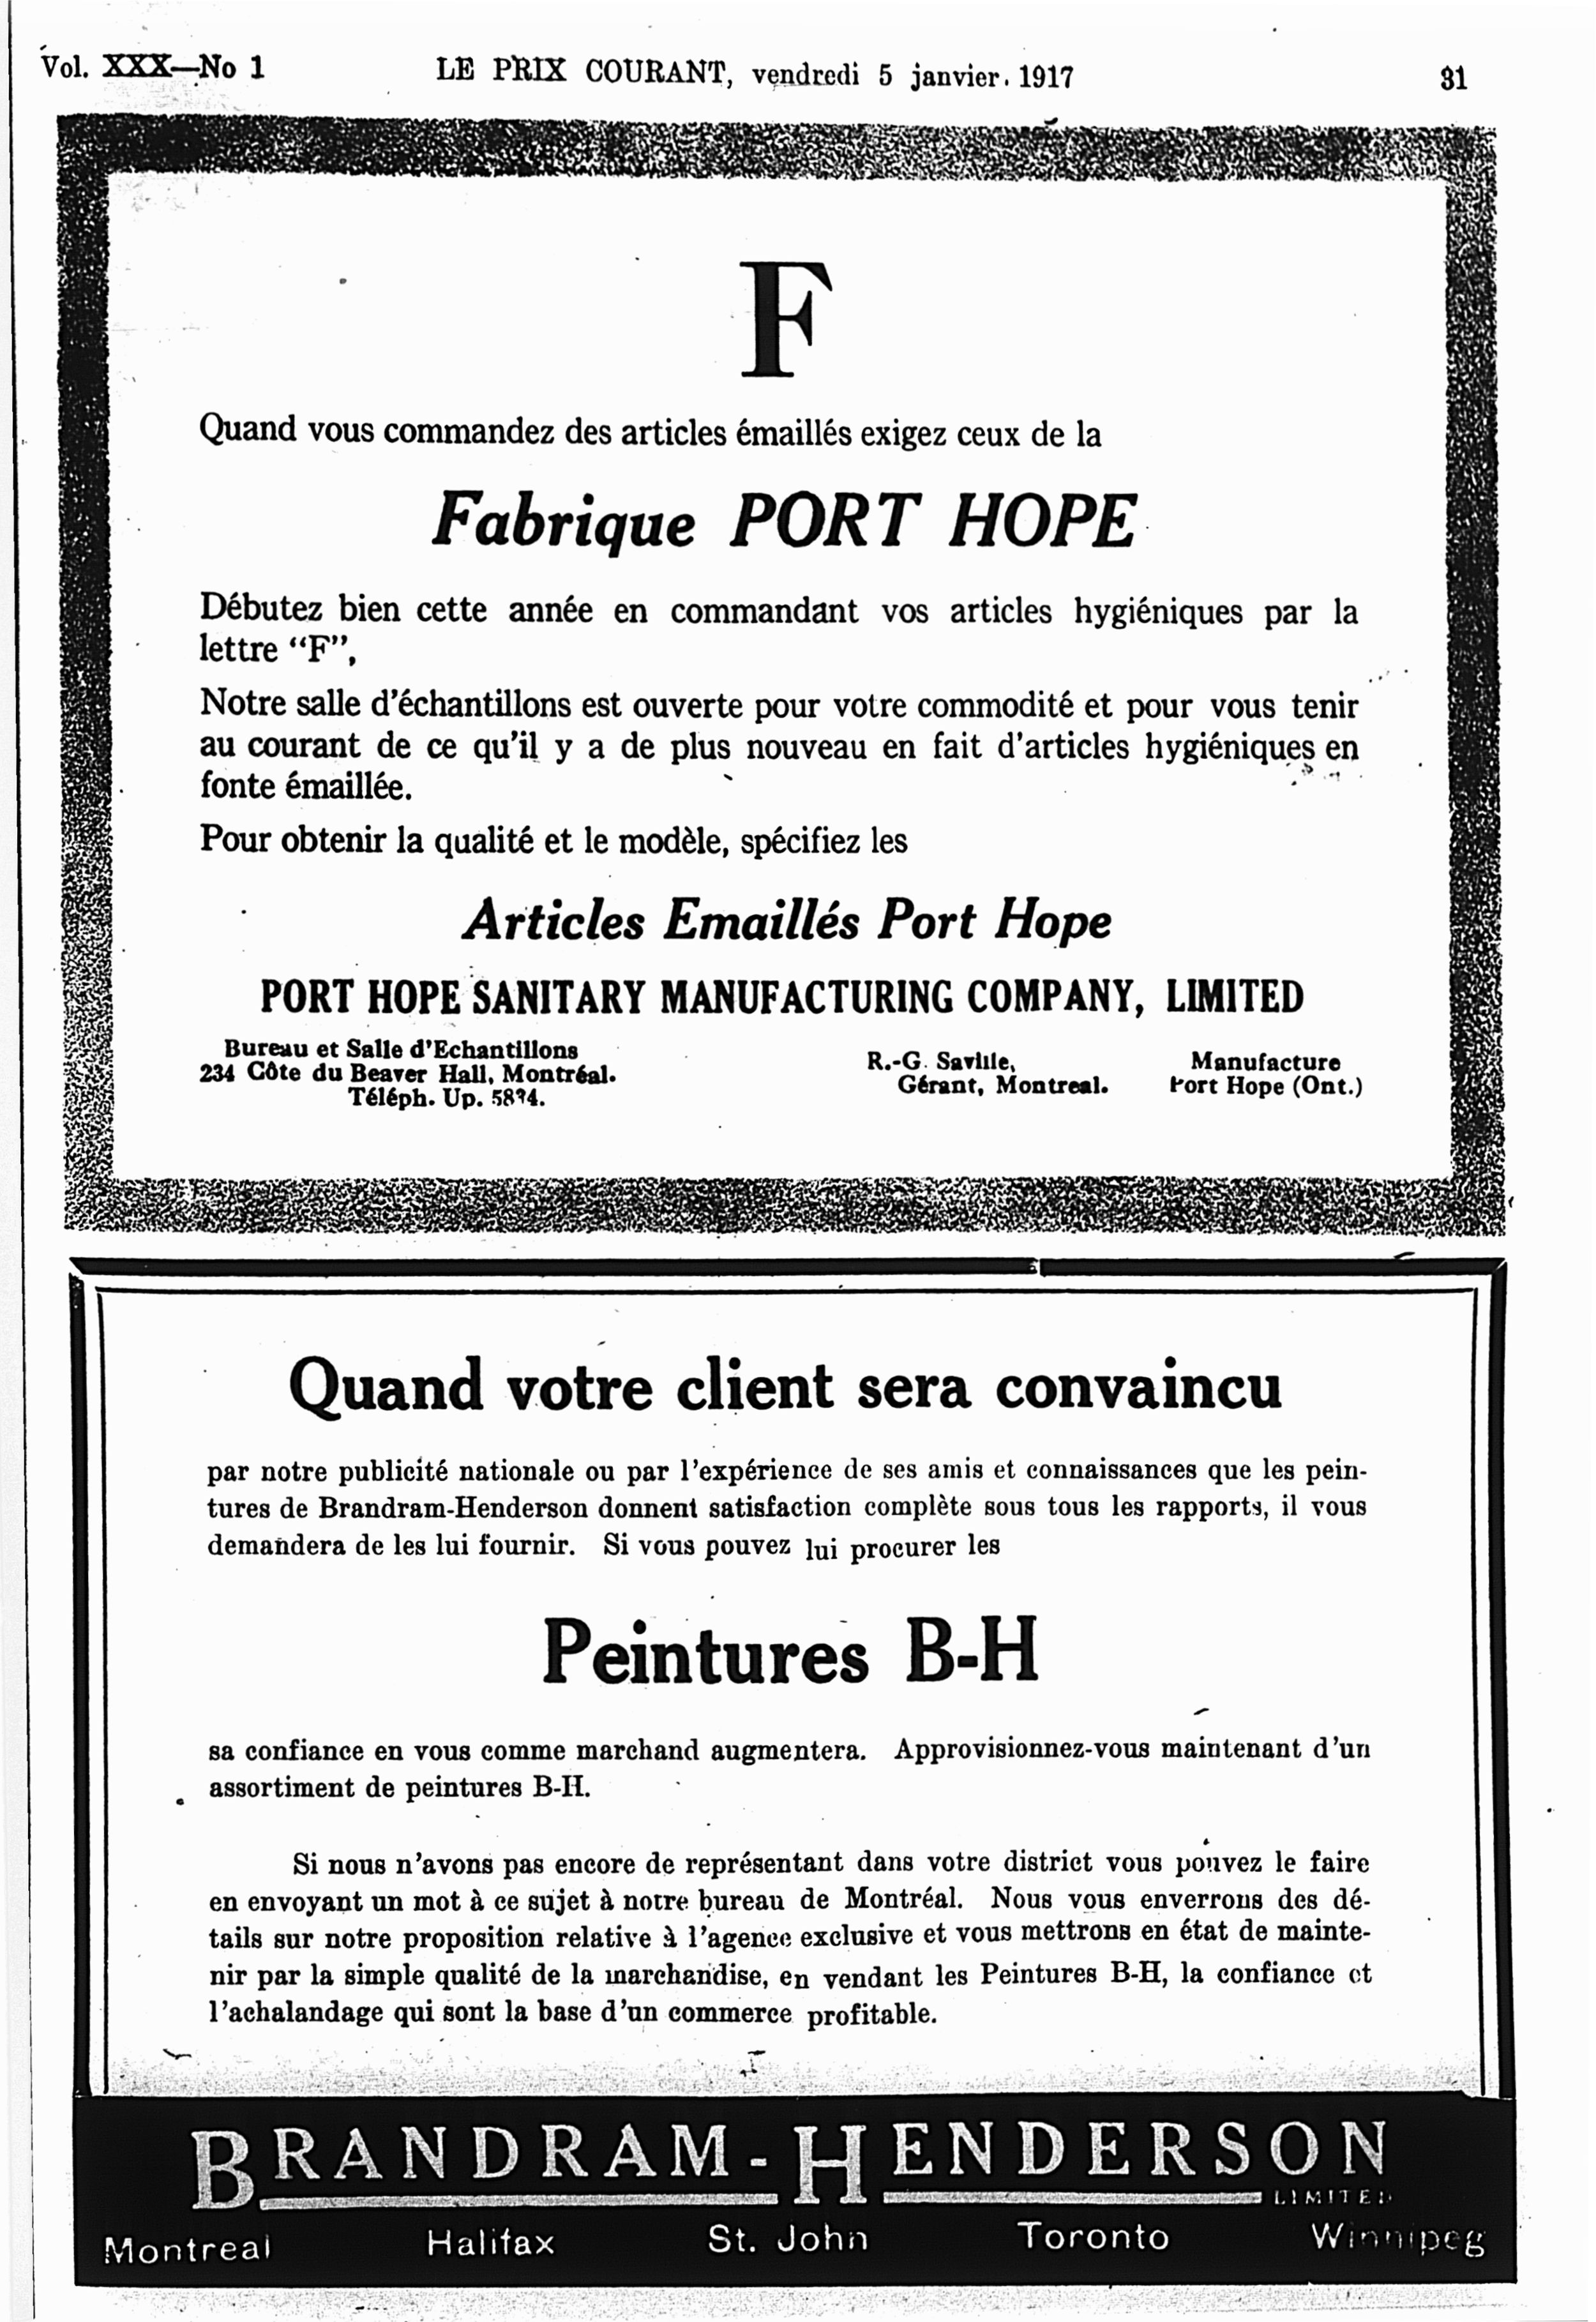 Vol. XXX—No 1
LE PRIX COURANT, vendredi 5 janvier. 1917
31
F
Quand vous commandez des articles émaillés exigez ceux de la
Fabrique PORT HOPE
Débutez bien cette année en commandant vos articles hygiéniques par la
lettre “F”,
Notre salle d'échantillons est ouverte pour votre commodité et pour vous tenir
au courant de ce qu'il y a de plus nouveau en fait d'articles hygiéniques en
fonte émaillée.
Pour obtenir la qualité et le modèle, spécifiez les
Articles Emaillés Port Hope
PORT HOPE SANITARY MANUFACTURING COMPANY, LIMITED
Bureau et Salle d'Echantillons
234 Côte du Beaver Hall, Montréal.
Téléph. Up.
R.-G. Saville,
Gérant, Montreal.
Manufacture
Port Hope (Ont.)
Quand votre client sera convaincu
par notre publicité nationale ou par l'expérience de ses amis et connaissances que les pein-
tures de Brandram-Henderson donnent satisfaction complète sous tous les rapports, il vous
demandera de les lui fournir. Si vous pouvez lui procurer les
Peintures B-H
sa confiance en vous comme marchand augmentera. Approvisionnez-vous maintenant d'un
assortiment de peintures B-H.
Si nous n'avons pas encore de représentant dans votre district vous pouvez le faire
en envoyant un mot à ce sujet à notre bureau de Montréal. Nous vous enverrons des dé-
tails sur notre proposition relative à l'agence exclusive et vous mettrons en état de mainte-
nir par la simple qualité de la marchandise, en vendant les Peintures B-H, la confiance et
l'achalandage qui sont la base d'un commerce profitable.
BRANDRAM-HENDERSON
LIMITED
Montreal Halifax St. John Toronto Winnipeg